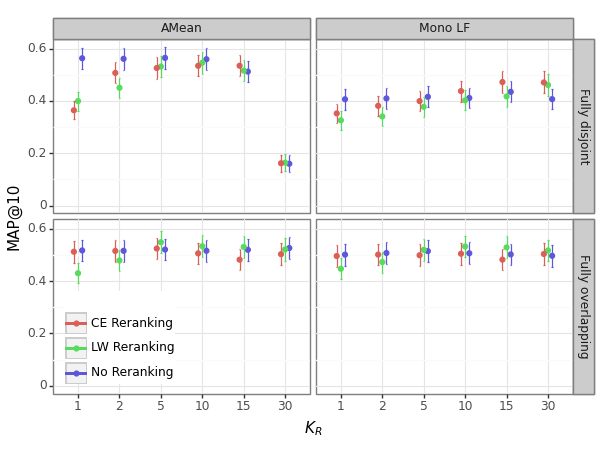 AMean
Mono LF
0.6
0.4
0.2
0
Fully disjoint
MAP@10
0.6
0.4
0.2
0
Fully overlapping
CE Reranking
LW Reranking
No Reranking
1 2 5 10 15 30
1 2 5 10 15 30
K_R